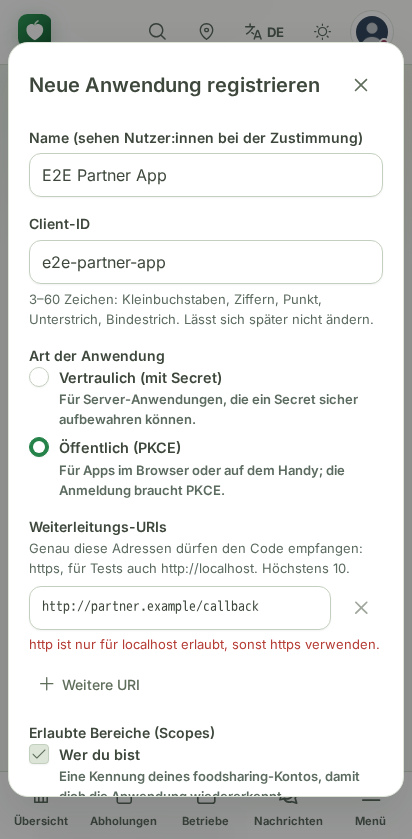 DE
Neue Anwendung registrieren
Name (sehen Nutzer:innen bei der Zustimmung)
E2E Partner App
Client-ID
e2e-partner-app
3–60 Zeichen: Kleinbuchstaben, Ziffern, Punkt,
Unterstrich, Bindestrich. Lässt sich später nicht ändern.
Art der Anwendung
Vertraulich (mit Secret)
Für Server-Anwendungen, die ein Secret sicher
aufbewahren können.
Öffentlich (PKCE)
Für Apps im Browser oder auf dem Handy; die
Anmeldung braucht PKCE.
Weiterleitungs-URIs
Genau diese Adressen dürfen den Code empfangen:
https, für Tests auch http://localhost. Höchstens 10.
http://partner.example/callback
http ist nur für localhost erlaubt, sonst https verwenden.
Weitere URI
Erlaubte Bereiche (Scopes)
Wer du bist
Eine Kennung deines foodsharing-Kontos, damit
dich die Anwendung wiedererkennt
Übersicht Abholungen Betriebe Nachrichten Menü